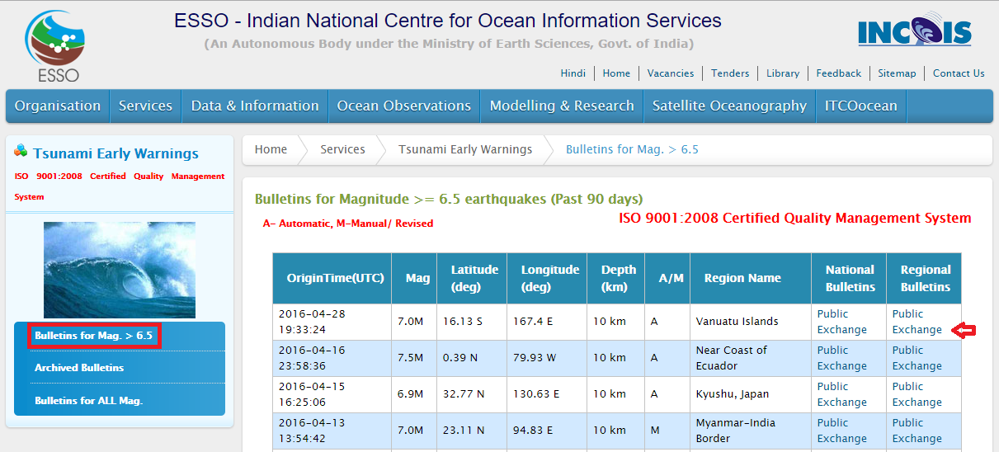 ESSO - Indian National Centre for Ocean Information Services
(An Autonomous Body under the Ministry of Earth Sciences, Govt. of India)
ESSO
INCOIS
Hindi Home Vacancies Tenders Library Feedback Sitemap Contact Us
Organisation Services Data & Information Ocean Observations Modelling & Research Satellite Oceanography ITCOocean
Tsunami Early Warnings
ISO 9001:2008 Certified Quality Management
System
Bulletins for Mag. > 6.5
Archived Bulletins
Bulletins for ALL Mag.
Home Services Tsunami Early Warnings Bulletins for Mag. > 6.5
Bulletins for Magnitude >= 6.5 earthquakes (Past 90 days)
A- Automatic, M-Manual/ Revised
ISO 9001:2008 Certified Quality Management System
OriginTime(UTC) Mag Latitude (deg) Longitude (deg) Depth (km) A/M Region Name National Bulletins Regional Bulletins
2016-04-28 19:33:24 7.0M 16.13 S 167.4 E 10 km A Vanuatu Islands Public Exchange Public Exchange
2016-04-16 23:58:36 7.5M 0.39 N 79.93 W 10 km A Near Coast of Ecuador Public Exchange Public Exchange
2016-04-15 16:25:06 6.9M 32.77 N 130.63 E 10 km A Kyushu, Japan Public Exchange Public Exchange
2016-04-13 13:54:42 7.0M 23.11 N 94.83 E 10 km M Myanmar-India Border Public Exchange Public Exchange